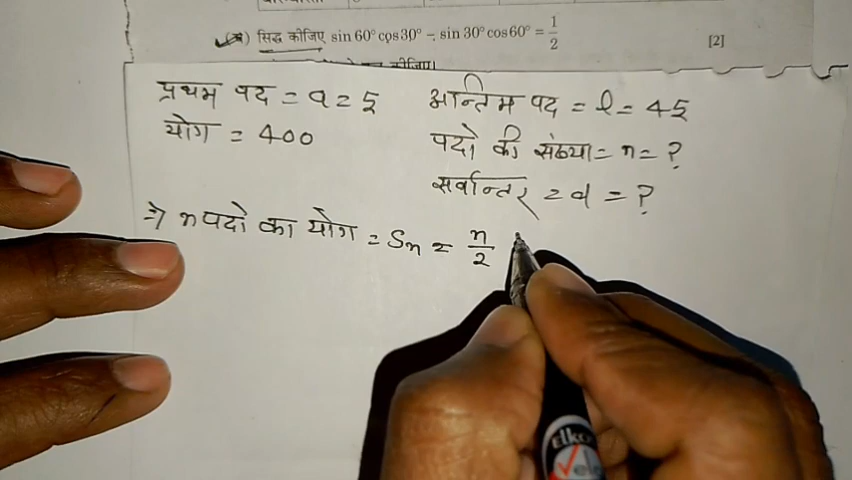 सिद्ध कीजिए sin 60° cos 30° − sin 30° cos 60° = 1/2 [2]
प्रथम पद = a = 5
योग = 400
अन्तिम पद = l = 45
पदो की संख्या = n = ?
सर्वान्तर = d = ?
⇒ n पदो का योग = Sn = n/2
elko